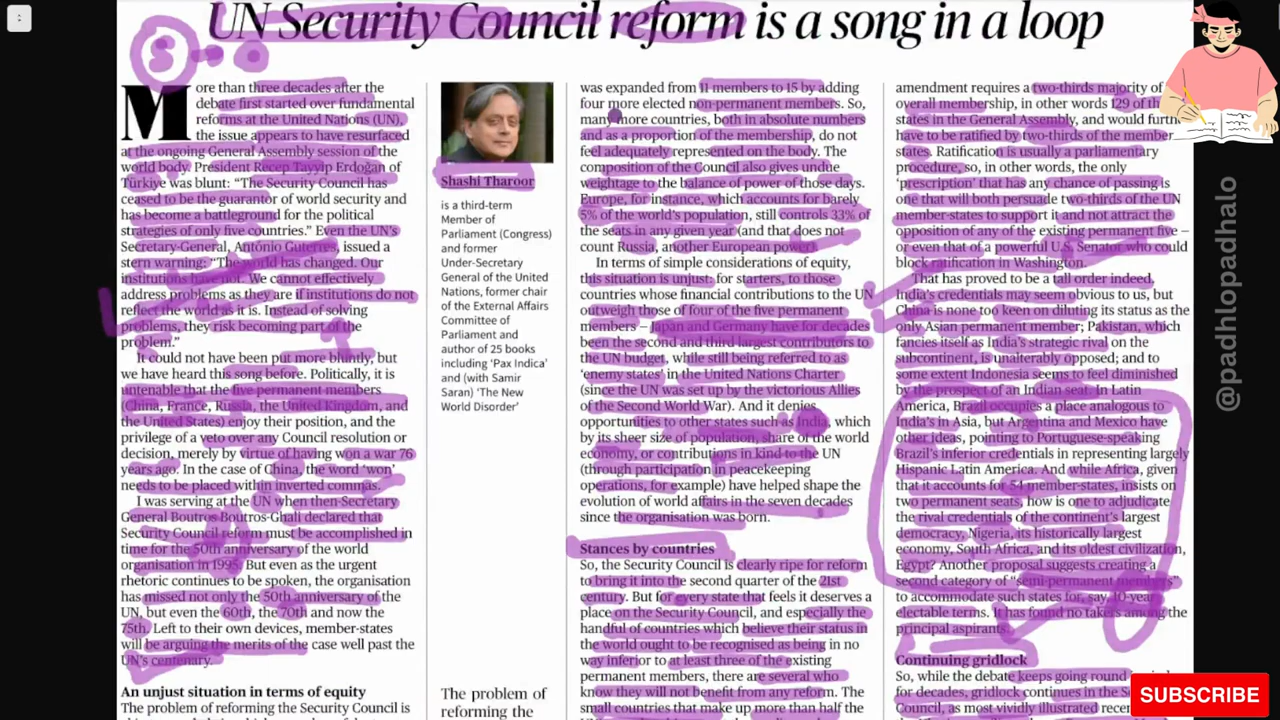 UN Security Council reform is a song in a loop
More than three decades after the
debate first started over fundamental
reforms at the United Nations (UN),
the issue appears to have resurfaced
at the ongoing General Assembly session of the
world body. President Recep Tayyip Erdoğan of
Türkiye was blunt: “The Security Council has
ceased to be the guarantor of world security and
has become a battleground for the political
strategies of only five countries.” Even the UN’s
Secretary-General, António Guterres, issued a
stern warning: “The world has changed. Our
institutions have not. We cannot effectively
address problems as they are if institutions do not
reflect the world as it is. Instead of solving
problems, they risk becoming part of the
problem.”
It could not have been put more bluntly, but
we have heard this song before. Politically, it is
untenable that the five permanent members
(China, France, Russia, the United Kingdom, and
the United States) enjoy their position, and the
privilege of a veto over any Council resolution or
decision, merely by virtue of having won a war 76
years ago. In the case of China, the word ‘won’
needs to be placed within inverted commas.
I was serving at the UN when then-Secretary
General Boutros Boutros-Ghali declared that
Security Council reform must be accomplished in
time for the 50th anniversary of the world
organisation in 1995. But even as the urgent
rhetoric continues to be spoken, the organisation
has missed not only the 50th anniversary of the
UN, but even the 60th, the 70th and now the
75th. Left to their own devices, member-states
will be arguing the merits of the case well past the
UN’s centenary.
An unjust situation in terms of equity
The problem of reforming the Security Council is
Shashi Tharoor
is a third-term
Member of
Parliament (Congress)
and former
Under-Secretary
General of the United
Nations, former chair
of the External Affairs
Committee of
Parliament and
author of 25 books
including ‘Pax Indica’
and (with Samir
Saran) ‘The New
World Disorder’
The problem of
reforming the
was expanded from 11 members to 15 by adding
four more elected non-permanent members. So,
many more countries, both in absolute numbers
and as a proportion of the membership, do not
feel adequately represented on the body. The
composition of the Council also gives undue
weightage to the balance of power of those days.
Europe, for instance, which accounts for barely
5% of the world’s population, still controls 33% of
the seats in any given year (and that does not
count Russia, another European power).
In terms of simple considerations of equity,
this situation is unjust: for starters, to those
countries whose financial contributions to the UN
outweigh those of four of the five permanent
members — Japan and Germany have for decades
been the second and third largest contributors to
the UN budget, while still being referred to as
‘enemy states’ in the United Nations Charter
(since the UN was set up by the victorious Allies
of the Second World War). And it denies
opportunities to other states such as India, which
by its sheer size of population, share of the world
economy, or contributions in kind to the UN
(through participation in peacekeeping
operations, for example) have helped shape the
evolution of world affairs in the seven decades
since the organisation was born.
Stances by countries
So, the Security Council is clearly ripe for reform
to bring it into the second quarter of the 21st
century. But for every state that feels it deserves a
place on the Security Council, and especially the
handful of countries which believe their status in
the world ought to be recognised as being in no
way inferior to at least three of the existing
permanent members, there are several who
know they will not benefit from any reform. The
small countries that make up more than half the
amendment requires a two-thirds majority of
overall membership, in other words 129 of
states in the General Assembly, and would
have to be ratified by two-thirds of the member
states. Ratification is usually a parliamentary
procedure, so, in other words, the only
‘prescription’ that has any chance of passing is
one that will both persuade two-thirds of the UN
member-states to support it and not attract the
opposition of any of the existing permanent five —
or even that of a powerful U.S. Senator who could
block ratification in Washington.
That has proved to be a tall order indeed.
India’s credentials may seem obvious to us, but
China is none too keen on diluting its status as the
only Asian permanent member; Pakistan, which
fancies itself as India’s strategic rival on the
subcontinent, is unalterably opposed; and to
some extent Indonesia seems to feel diminished
by the prospect of an Indian seat. In Latin
America, Brazil occupies a place analogous to
India’s in Asia, but Argentina and Mexico have
other ideas, pointing to Portuguese-speaking
Brazil’s inferior credentials in representing largely
Hispanic Latin America. And while Africa, given
that it accounts for 54 member-states, insists on
two permanent seats, how is one to adjudicate
the rival credentials of the continent’s largest
democracy, Nigeria, its historically largest
economy, South Africa, and its oldest civilization,
Egypt? Another proposal suggests creating a
second category of “semi-permanent members”
to accommodate such states for, say, 10-year
electable terms. It has found no takers among the
principal aspirants.
Continuing gridlock
So, while the debate keeps going round
for decades, gridlock continues in the
Council, as most vividly illustrated
@padhlopadhalo
SUBSCRIBE